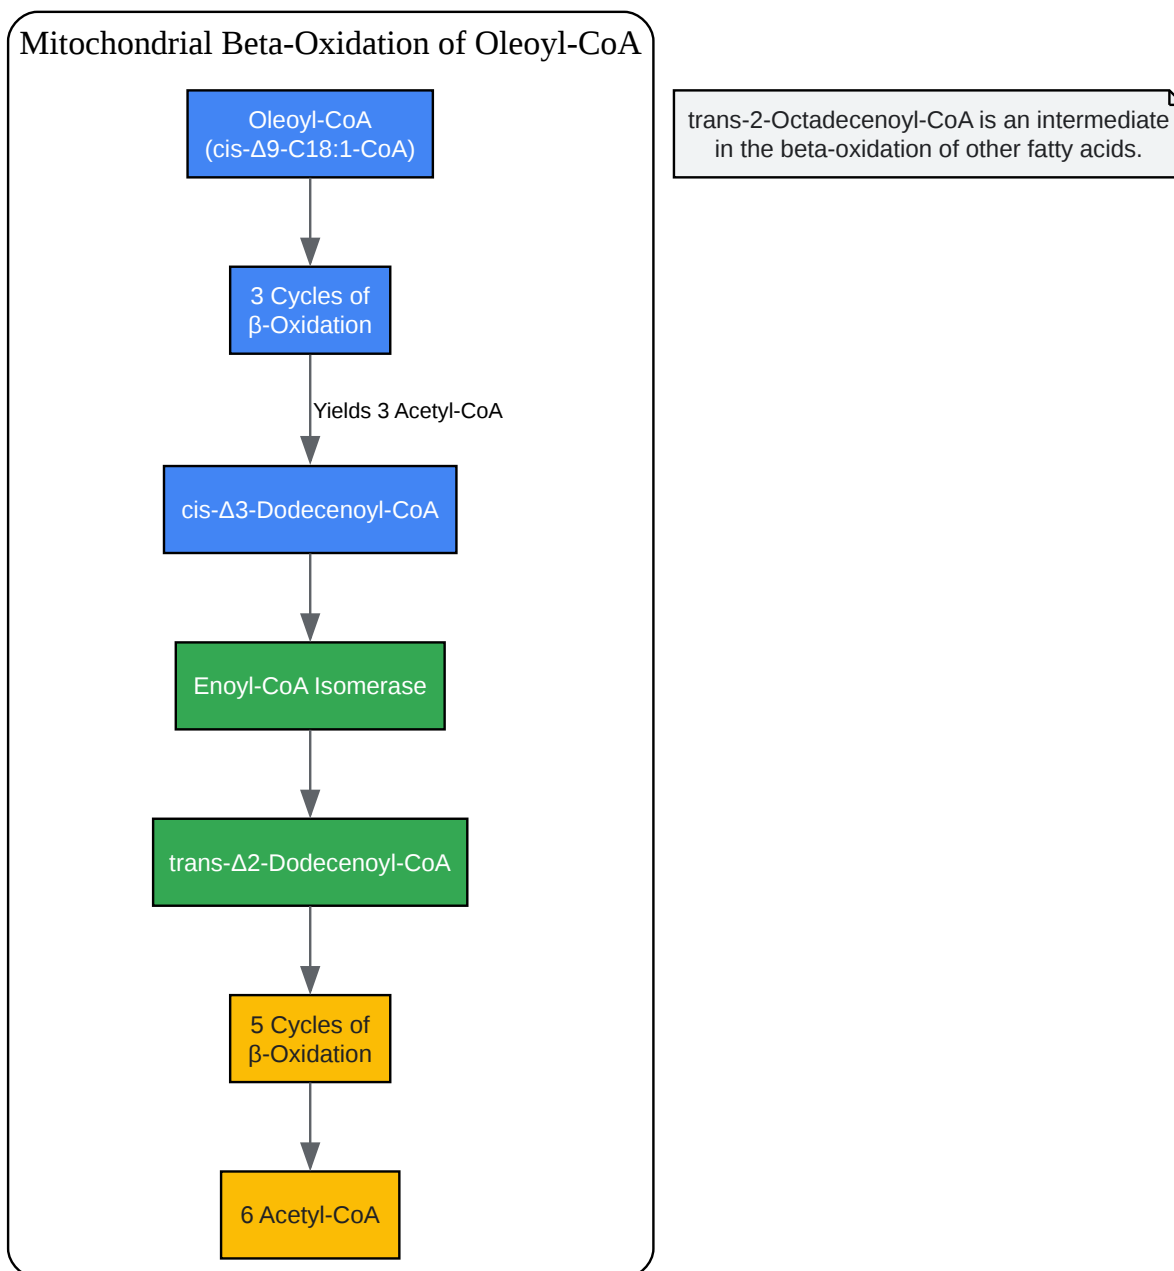 Mitochondrial Beta-Oxidation of Oleoyl-CoA
Oleoyl-CoA
(cis-Δ9-C18:1-CoA)
trans-2-Octadecenoyl-CoA is an intermediate
in the beta-oxidation of other fatty acids.
3 Cycles of
β-Oxidation
Yields 3 Acetyl-CoA
cis-Δ3-Dodecenoyl-CoA
Enoyl-CoA Isomerase
trans-Δ2-Dodecenoyl-CoA
5 Cycles of
β-Oxidation
6 Acetyl-CoA